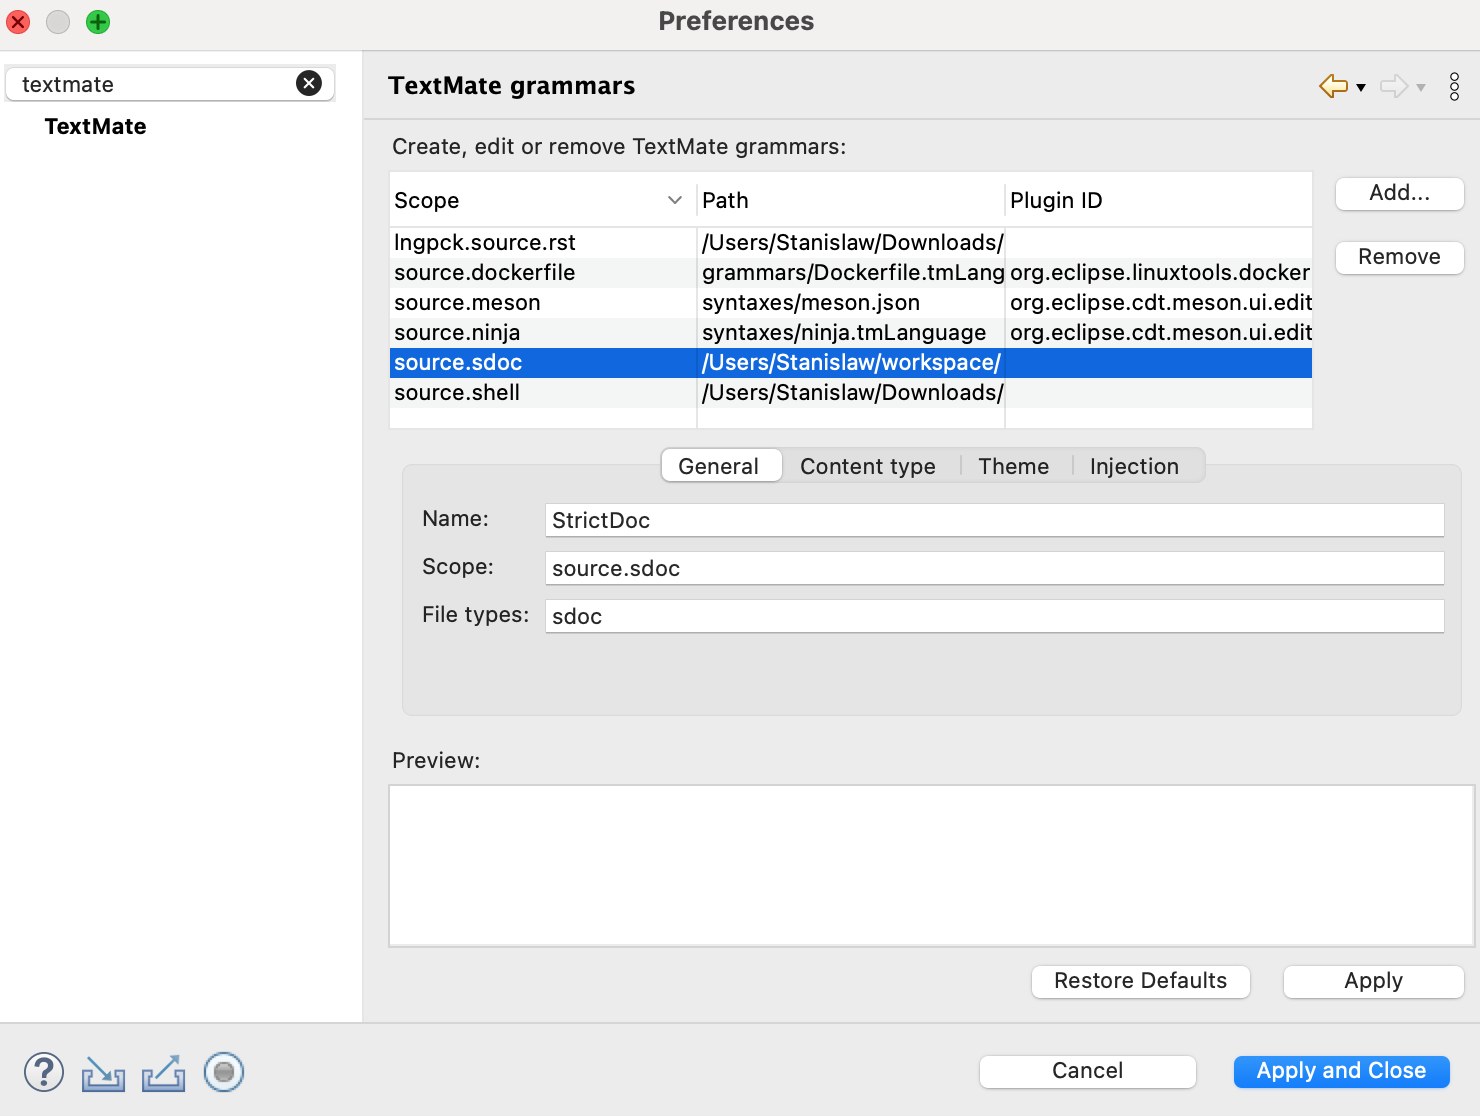 Preferences
textmate
TextMate
TextMate grammars
Create, edit or remove TextMate grammars:
Scope Path Plugin ID
lngpck.source.rst /Users/Stanislaw/Downloads/
source.dockerfile grammars/Dockerfile.tmLang org.eclipse.linuxtools.docker
source.meson syntaxes/meson.json org.eclipse.cdt.meson.ui.edit
source.ninja syntaxes/ninja.tmLanguage org.eclipse.cdt.meson.ui.edit
source.sdoc /Users/Stanislaw/workspace/
source.shell /Users/Stanislaw/Downloads/
Add...
Remove
General Content type Theme Injection
Name: StrictDoc
Scope: source.sdoc
File types: sdoc
Preview:
Restore Defaults Apply
? Cancel Apply and Close